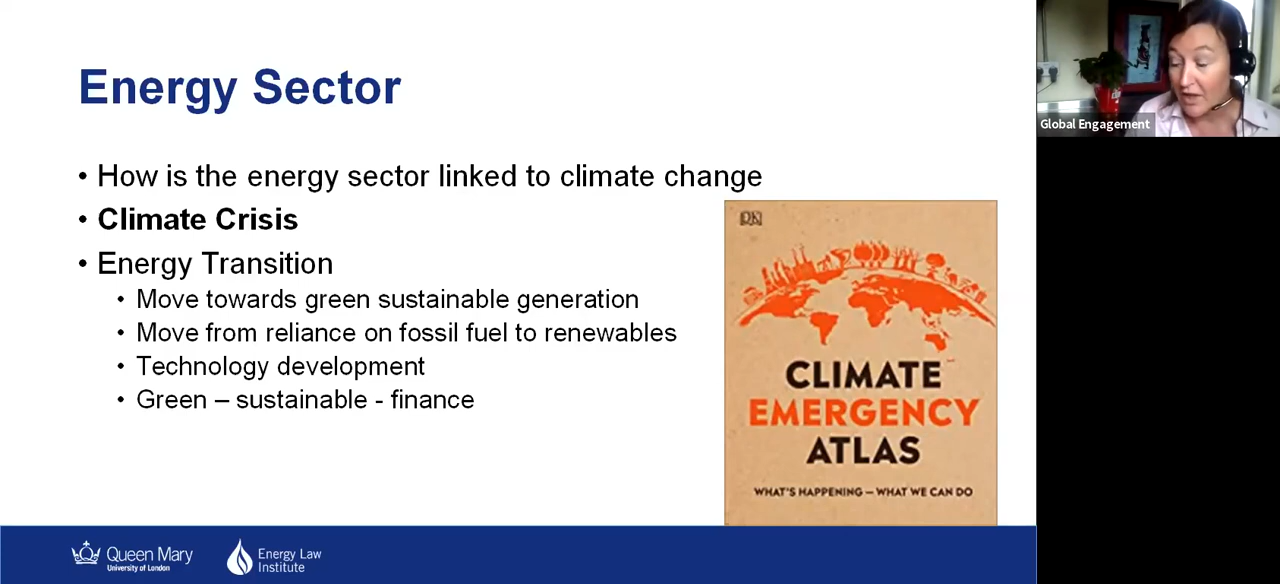 Energy Sector
• How is the energy sector linked to climate change
• Climate Crisis
• Energy Transition
• Move towards green sustainable generation
• Move from reliance on fossil fuel to renewables
• Technology development
• Green – sustainable - finance
DK
CLIMATE
EMERGENCY
ATLAS
WHAT'S HAPPENING – WHAT WE CAN DO
Global Engagement
Queen Mary
University of London
Energy Law
Institute